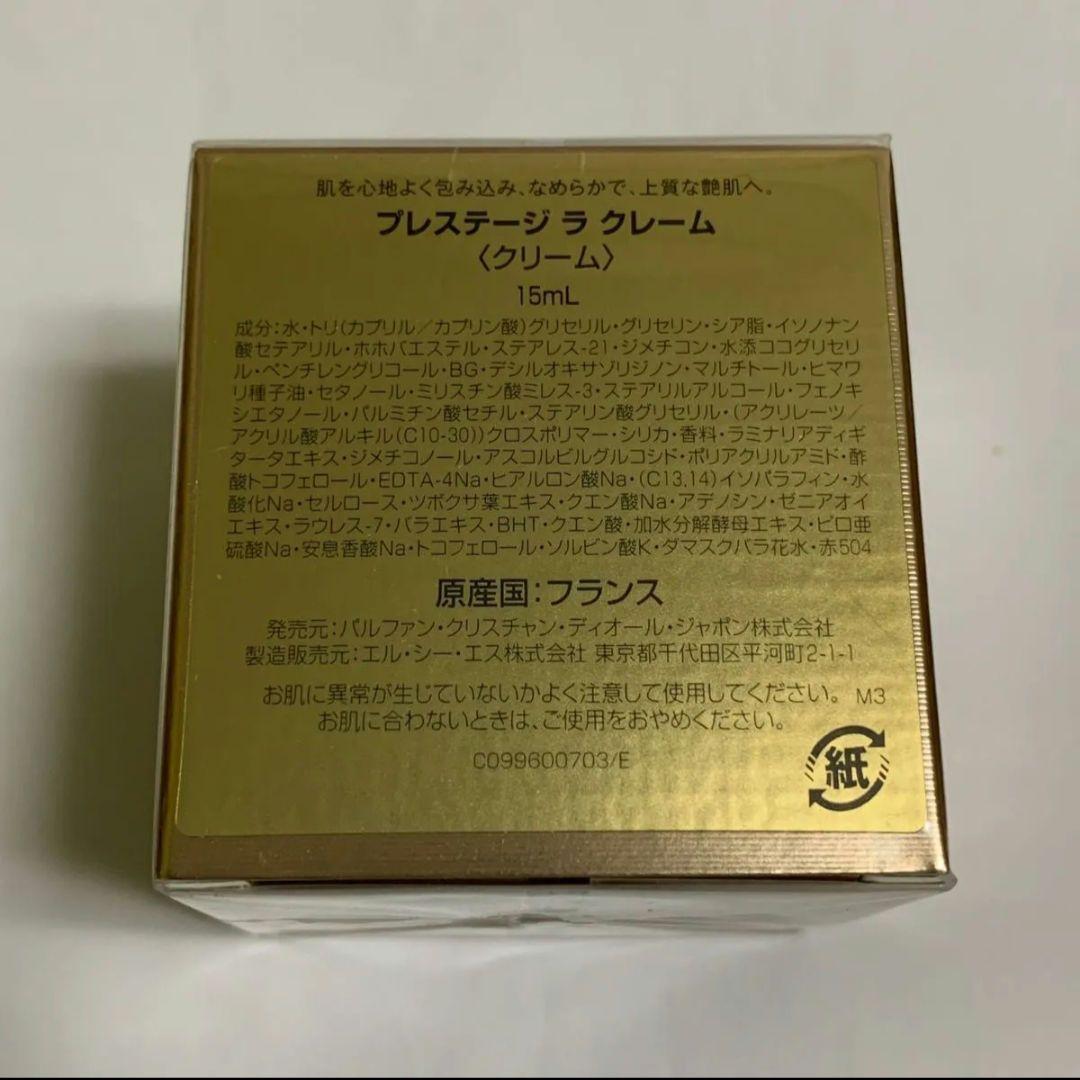 肌を心地よく包み込み、なめらかで、上質な艶肌へ。
プレステージ ラ クレーム
〈クリーム〉
15mL
成分：水・トリ(カプリル／カプリン酸)グリセリル・グリセリン・シア脂・イソノナン
酸セテアリル・ホホバエステル・ステアレス-21・ジメチコン・水添ココグリセリ
ル・ペンチレングリコール・BG・デシルオキサゾリジノン・マルチトール・ヒマワ
リ種子油・セタノール・ミリスチン酸ミレス-3・ステアリルアルコール・フェノキ
シエタノール・パルミチン酸セチル・ステアリン酸グリセリル・(アクリレーツ／
アクリル酸アルキル(C10-30))クロスポリマー・シリカ・香料・ラミナリアディギ
タータエキス・ジメチコノール・アスコルビルグルコシド・ポリアクリルアミド・酢
酸トコフェロール・EDTA-4Na・ヒアルロン酸Na・(C13,14)イソパラフィン・水
酸化Na・セルロース・ツボクサ葉エキス・クエン酸Na・アデノシン・ゼニアオイ
エキス・ラウレス-7・バラエキス・BHT・クエン酸・加水分解酵母エキス・ピロ亜
硫酸Na・安息香酸Na・トコフェロール・ソルビン酸K・ダマスクバラ花水・赤504
原産国：フランス
発売元：パルファン・クリスチャン・ディオール・ジャポン株式会社
製造販売元：エル・シー・エス株式会社 東京都千代田区平河町2-1-1
お肌に異常が生じていないかよく注意して使用してください。 M3
お肌に合わないときは、ご使用をおやめください。
C099600703/E
紙